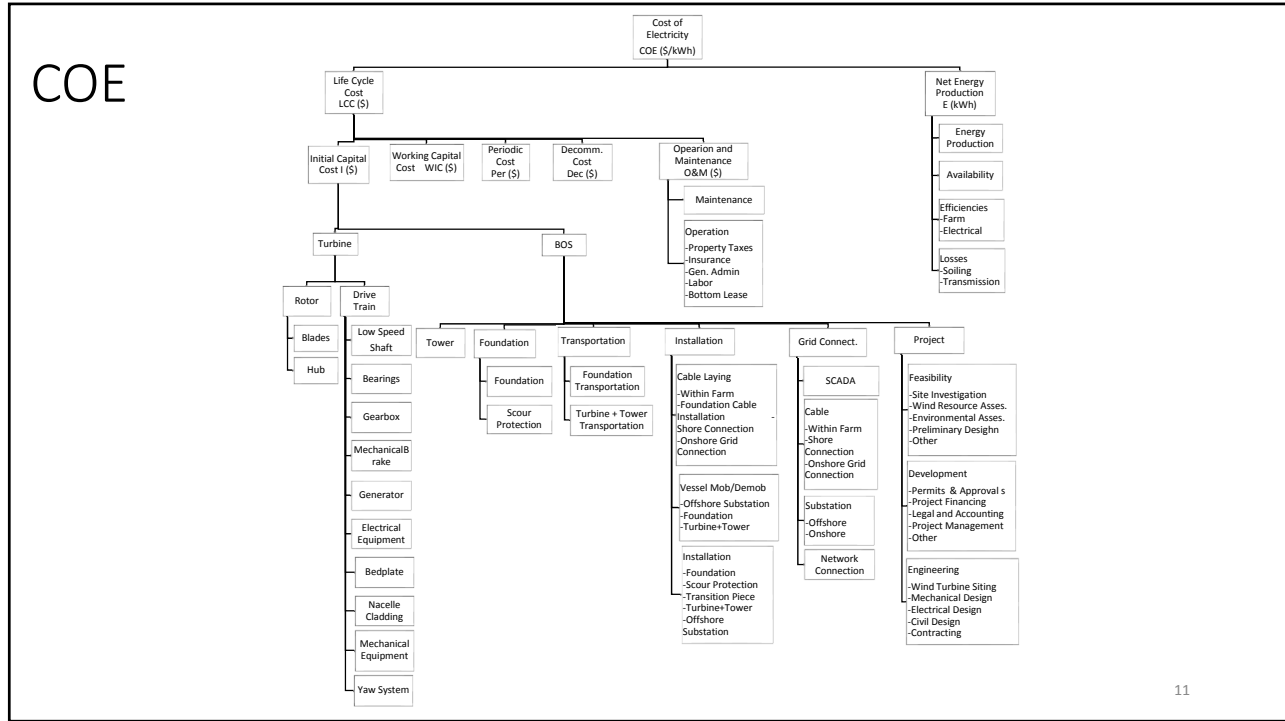 COE
Cost of
Electricity
COE ($/kWh)
Life Cycle
Cost
LCC ($)
Net Energy
Production
E (kWh)
Energy
Production
Availability
Efficiencies
-Farm
-Electrical
Losses
-Soiling
-Transmission
Initial Capital
Cost I ($)
Working Capital
Cost WIC ($)
Periodic
Cost
Per ($)
Decomm.
Cost
Dec ($)
Opearion and
Maintenance
O&M ($)
Maintenance
Operation
-Property Taxes
-Insurance
-Gen. Admin
-Labor
-Bottom Lease
Turbine
BOS
Rotor
Blades
Hub
Drive
Train
Low Speed
Shaft
Bearings
Gearbox
MechanicalB
rake
Generator
Electrical
Equipment
Bedplate
Nacelle
Cladding
Mechanical
Equipment
Yaw System
Tower
Foundation
Foundation
Scour
Protection
Transportation
Foundation
Transportation
Turbine + Tower
Transportation
Installation
Cable Laying
-Within Farm
-Foundation Cable
Installation -
Shore Connection
-Onshore Grid
Connection
Vessel Mob/Demob
-Offshore Substation
-Foundation
-Turbine+Tower
Installation
-Foundation
-Scour Protection
-Transition Piece
-Turbine+Tower
-Offshore
Substation
Grid Connect.
SCADA
Cable
-Within Farm
-Shore
Connection
-Onshore Grid
Connection
Substation
-Offshore
-Onshore
Network
Connection
Project
Feasibility
-Site Investigation
-Wind Resource Asses.
-Environmental Asses.
-Preliminary Desighn
-Other
Development
-Permits & Approval s
-Project Financing
-Legal and Accounting
-Project Management
-Other
Engineering
-Wind Turbine Siting
-Mechanical Design
-Electrical Design
-Civil Design
-Contracting
11